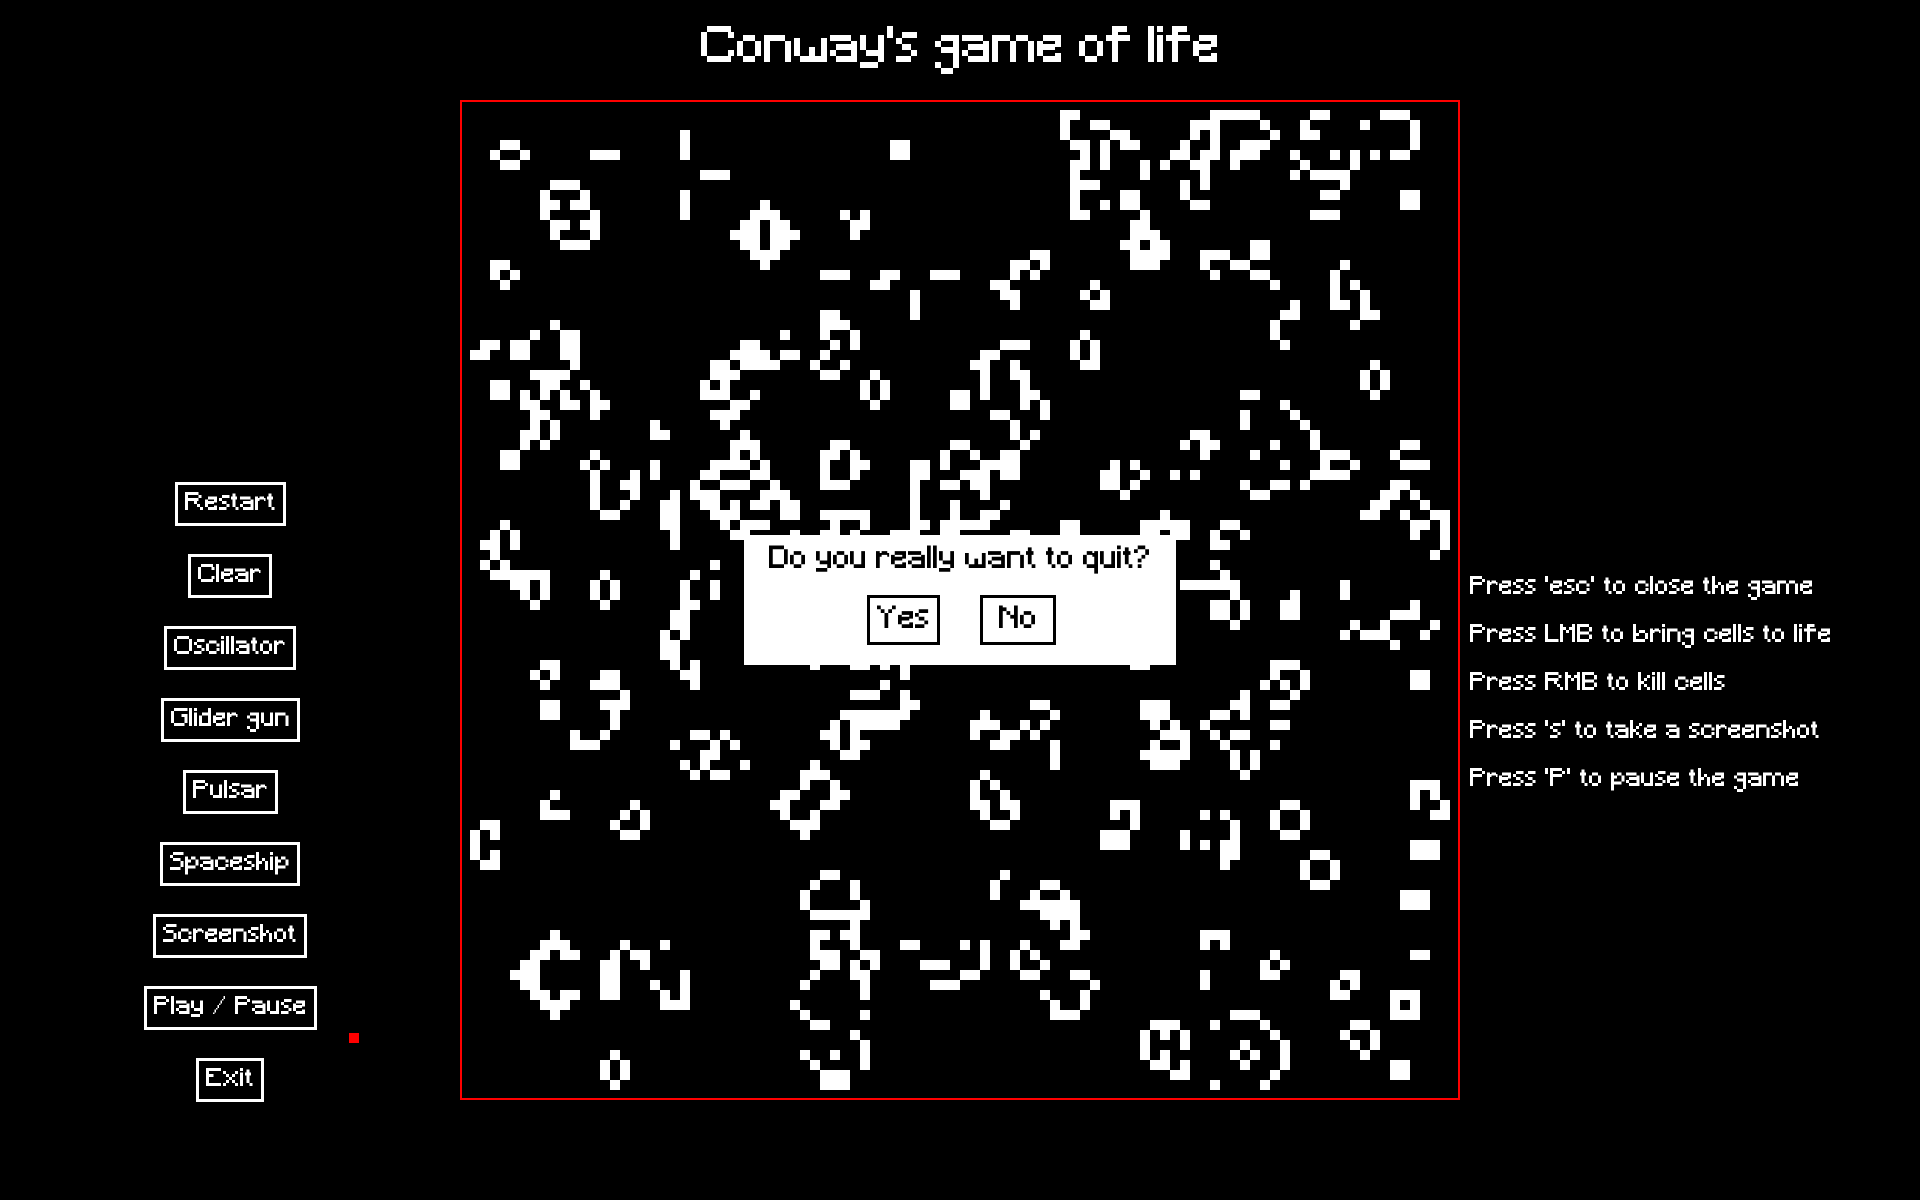 Conway's game of life
Restart
Clear
Oscillator
Glider gun
Pulsar
Spaceship
Screenshot
Play / Pause
Exit
Do you really want to quit?
Yes
No
Press 'esc' to close the game
Press LMB to bring cells to life
Press RMB to kill cells
Press 's' to take a screenshot
Press 'P' to pause the game